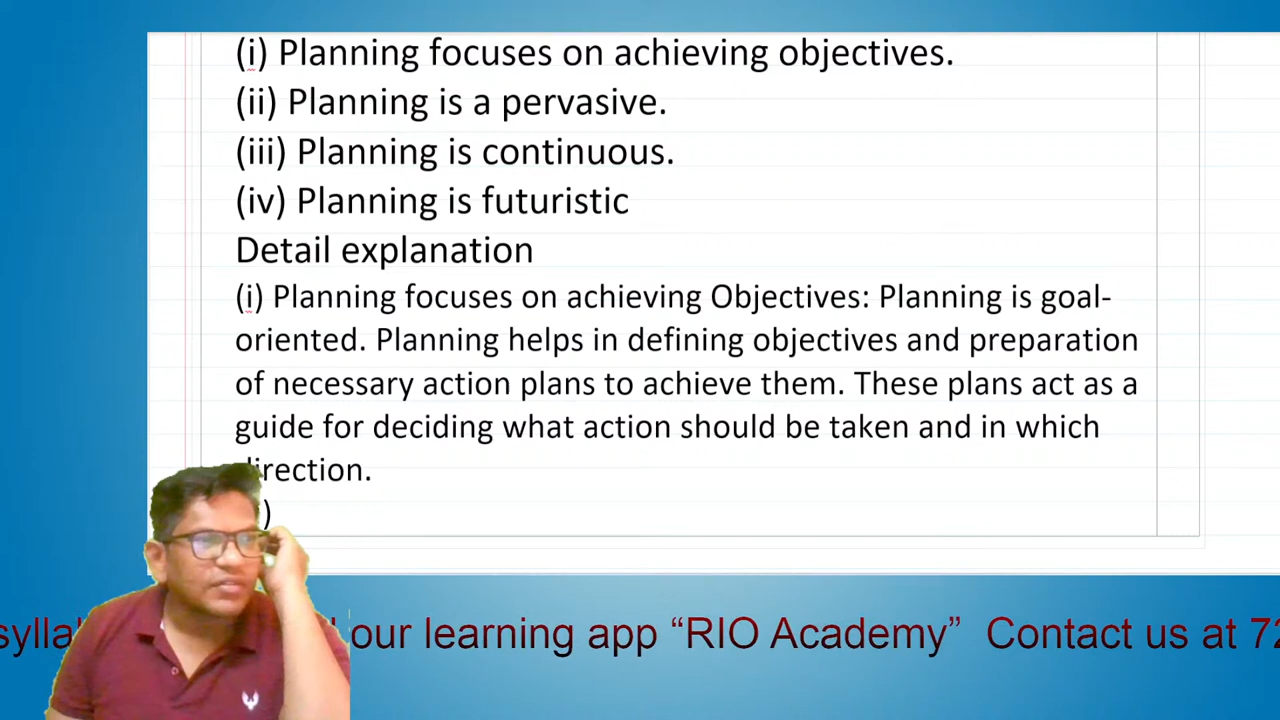 (i) Planning focuses on achieving objectives.
(ii) Planning is a pervasive.
(iii) Planning is continuous.
(iv) Planning is futuristic
Detail explanation
(i) Planning focuses on achieving Objectives: Planning is goal-
oriented. Planning helps in defining objectives and preparation
of necessary action plans to achieve them. These plans act as a
guide for deciding what action should be taken and in which
direction.
)
our learning app “RIO Academy” Contact us at